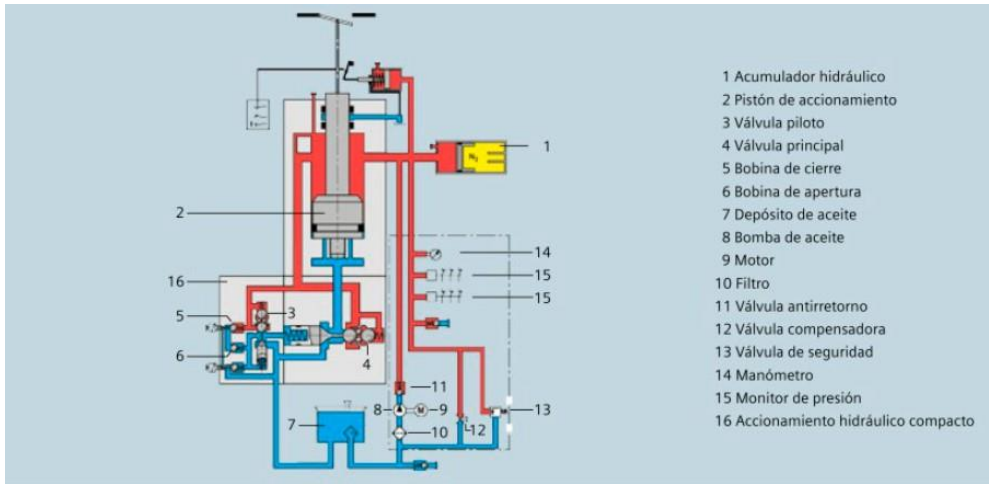 1 Acumulador hidráulico
2 Pistón de accionamiento
3 Válvula piloto
4 Válvula principal
5 Bobina de cierre
6 Bobina de apertura
7 Depósito de aceite
8 Bomba de aceite
9 Motor
10 Filtro
11 Válvula antirretorno
12 Válvula compensadora
13 Válvula de seguridad
14 Manómetro
15 Monitor de presión
16 Accionamiento hidráulico compacto
1
N₂
2
14
15
16
15
5
3
6
4
11
8
M
9
13
7
10
12